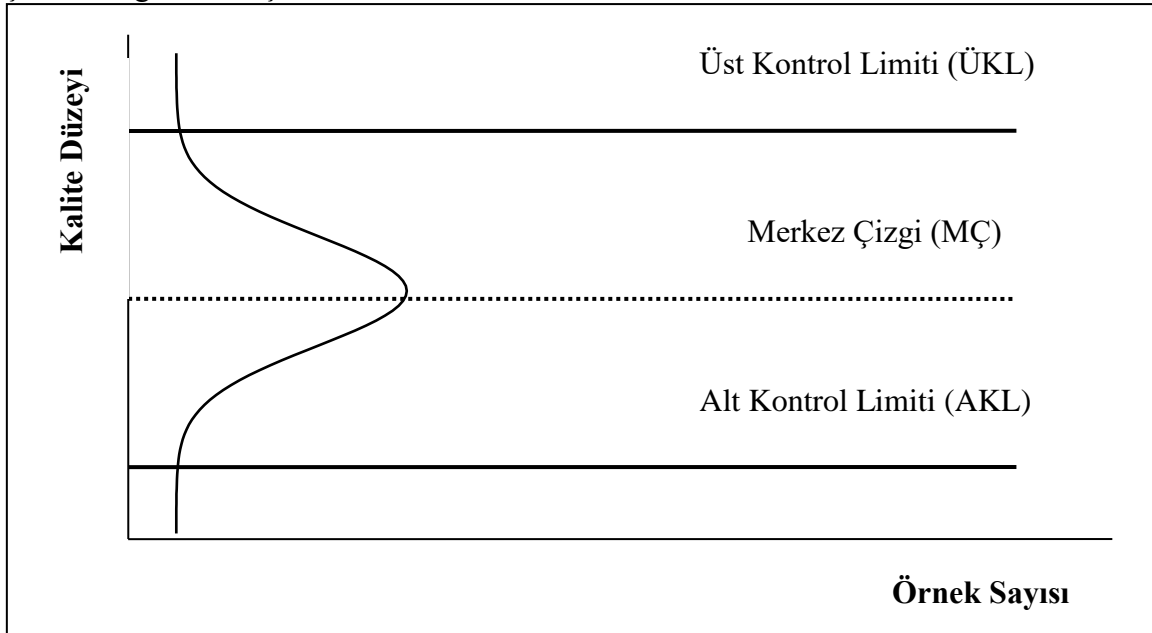 Üst Kontrol Limiti (ÜKL)
Kalite Düzeyi
Merkez Çizgi (MÇ)
Alt Kontrol Limiti (AKL)
Örnek Sayısı